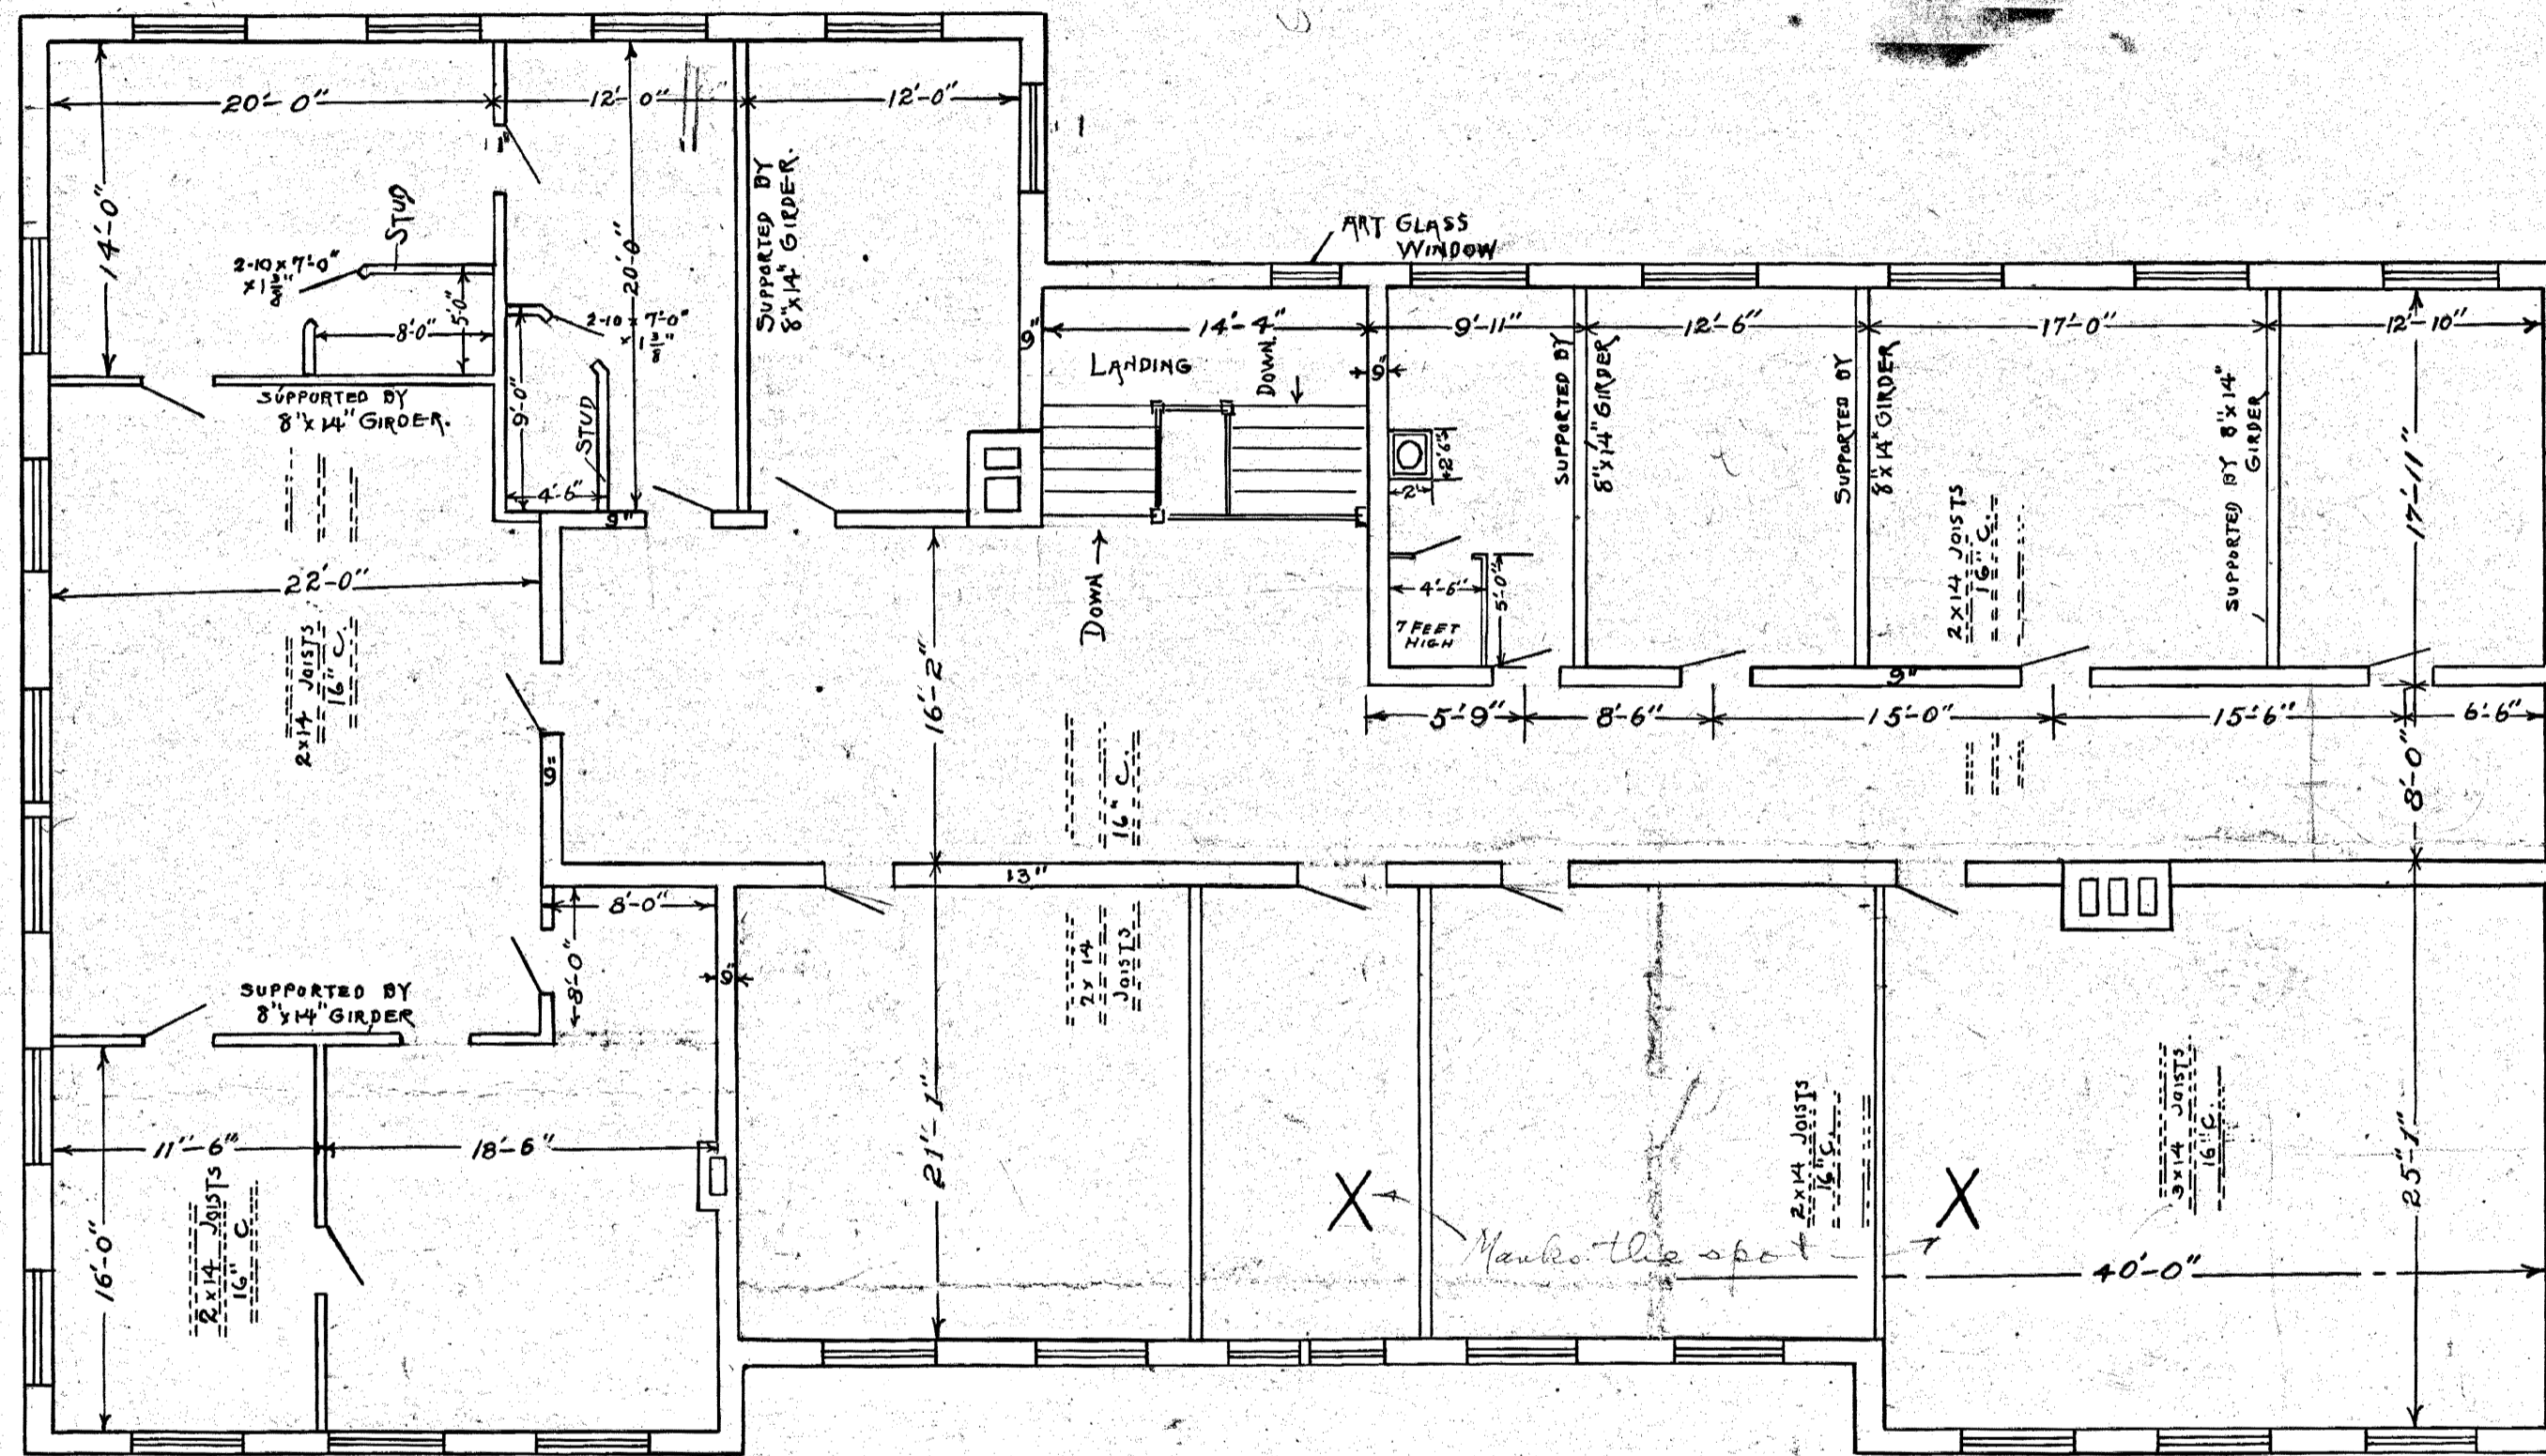 20'-0"
12'-0"
12'-0"
14'-0"
STUD
2-10 x 7'-0"
5'-0"
8'-0"
SUPPORTED BY
8"x14" GIRDER.
20'-0"
2-10 x 7'-0"
9'-0"
STUD
4'-6"
9"
SUPPORTED BY
8"x14" GIRDER.
9"
ART GLASS
WINDOW
14'-4"
LANDING
DOWN.
9"
9'-11"
12'-6"
17'-0"
12'-10"
SUPPORTED BY
8"x14" GIRDER
SUPPORTED BY
8"x14" GIRDER
SUPPORTED BY 8"x14"
GIRDER
17'-11"
2'
2'6"
4'-6"
5'-0"
7 FEET
HIGH
2x14 JOISTS
16" C.
9"
22'-0"
2x14 JOISTS
16" C.
16'-2"
DOWN
5'-9"
8'-6"
15'-0"
15'-6"
6'-6"
8'-0"
9"
16" C.
13"
8'-0"
8'-0"
9"
2x14
JOISTS
SUPPORTED BY
8"x14" GIRDER
11'-6"
18'-6"
16'-0"
2x14 JOISTS
16" C
21'-1"
X
Marks the spot
X
2x14 JOISTS
16" C.
3x14 JOISTS
16" C.
25'-1"
40'-0"